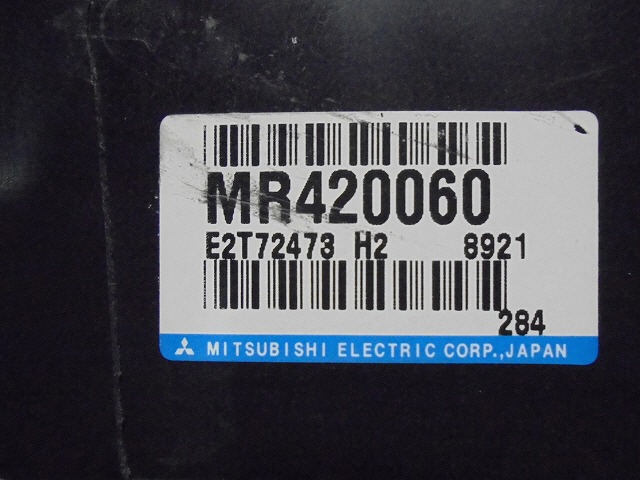 MR420060
E2T72473 H2 8921
284
MITSUBISHI ELECTRIC CORP.,JAPAN